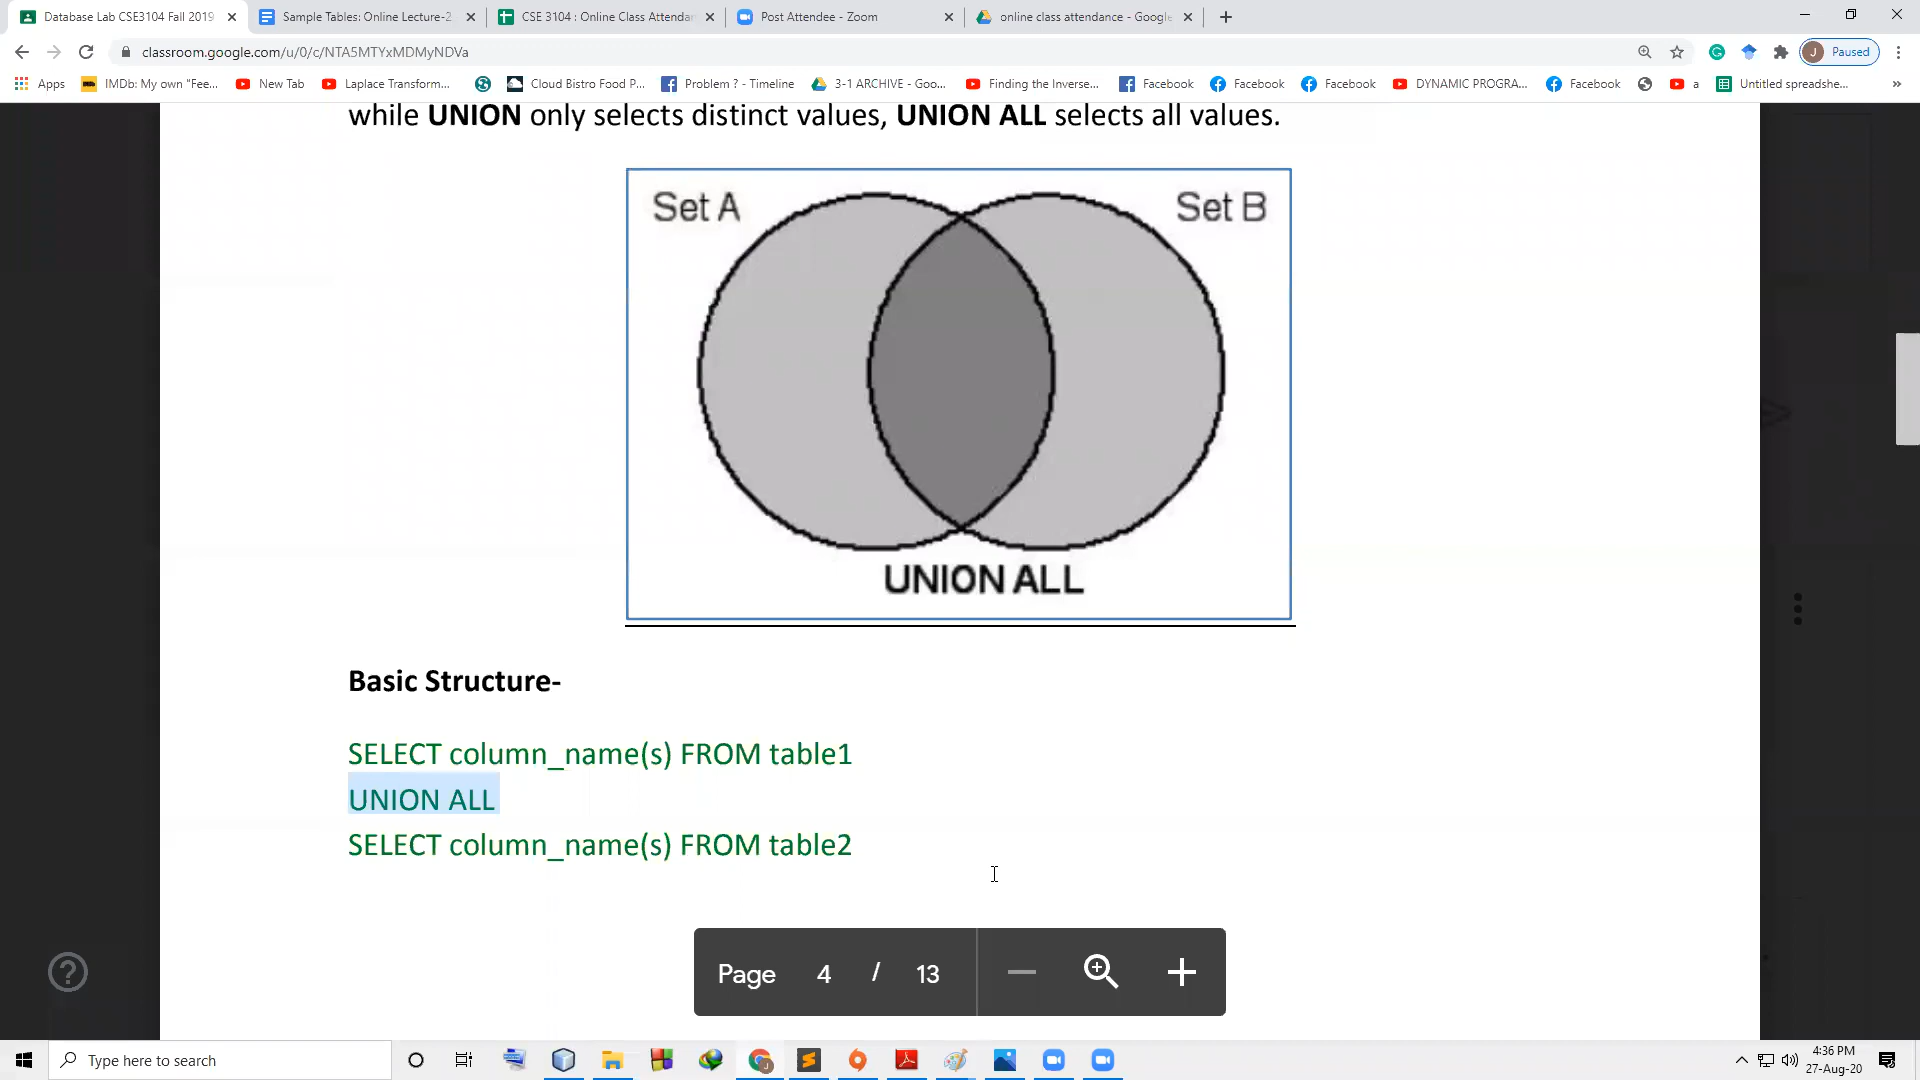 Database Lab CSE3104 Fall 2019
Sample Tables: Online Lecture-2
CSE 3104 : Online Class Attendan
Post Attendee - Zoom
online class attendance - Google
classroom.google.com/u/0/c/NTA5MTYxMDMyNDVa
J Paused
Apps
IMDb: My own "Fee...
New Tab
Laplace Transform...
Cloud Bistro Food P...
Problem ? - Timeline
3-1 ARCHIVE - Goo...
Finding the Inverse...
Facebook
Facebook
Facebook
DYNAMIC PROGRA...
Facebook
a
Untitled spreadshe...
while UNION only selects distinct values, UNION ALL selects all values.
Set A
Set B
UNION ALL
Basic Structure-
SELECT column_name(s) FROM table1
UNION ALL
SELECT column_name(s) FROM table2
Page 4 / 13
Type here to search
4:36 PM
27-Aug-20